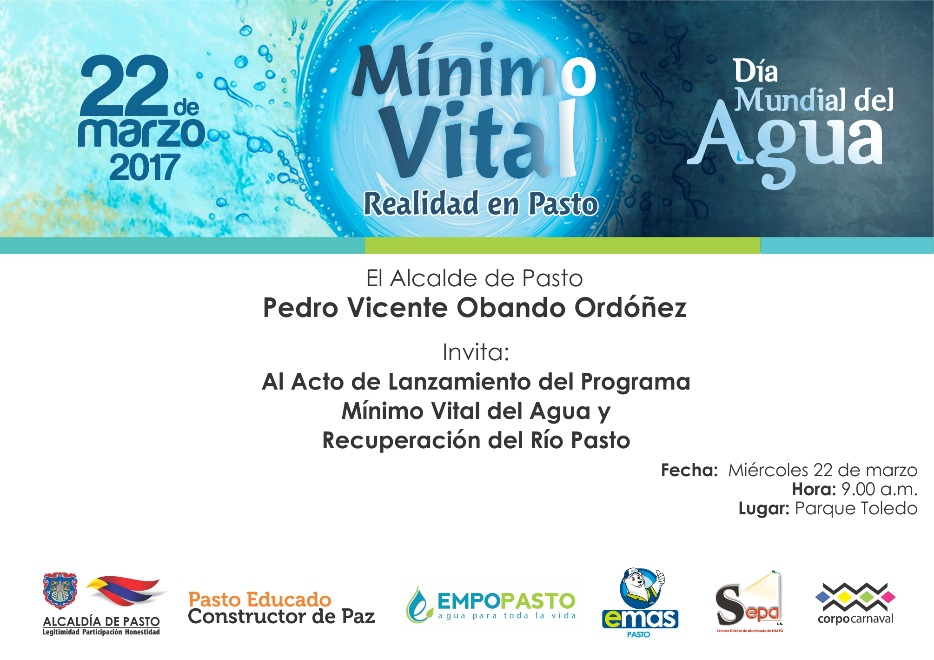 22 de
marzo
2017
Mínimo
Vital
Realidad en Pasto
Día
Mundial del
Agua
El Alcalde de Pasto
Pedro Vicente Obando Ordóñez
Invita:
Al Acto de Lanzamiento del Programa
Mínimo Vital del Agua y
Recuperación del Río Pasto
Fecha: Miércoles 22 de marzo
Hora: 9.00 a.m.
Lugar: Parque Toledo
ALCALDÍA DE PASTO
Legitimidad Participación Honestidad
Pasto Educado
Constructor de Paz
EMPOPASTO
agua para toda la vida
emas
PASTO
Sepal
corpocarnaval